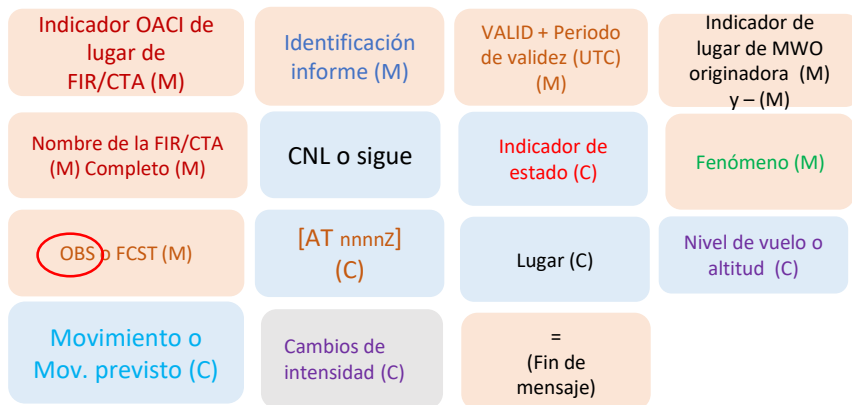 Indicador OACI de
lugar de
FIR/CTA (M)
Identificación
informe (M)
VALID + Periodo
de validez (UTC)
(M)
Indicador de
lugar de MWO
originadora (M)
y – (M)
Nombre de la FIR/CTA
(M) Completo (M)
CNL o sigue
Indicador de
estado (C)
Fenómeno (M)
OBS o FCST (M)
[AT nnnnZ]
(C)
Lugar (C)
Nivel de vuelo o
altitud (C)
Movimiento o
Mov. previsto (C)
Cambios de
intensidad (C)
=
(Fin de
mensaje)